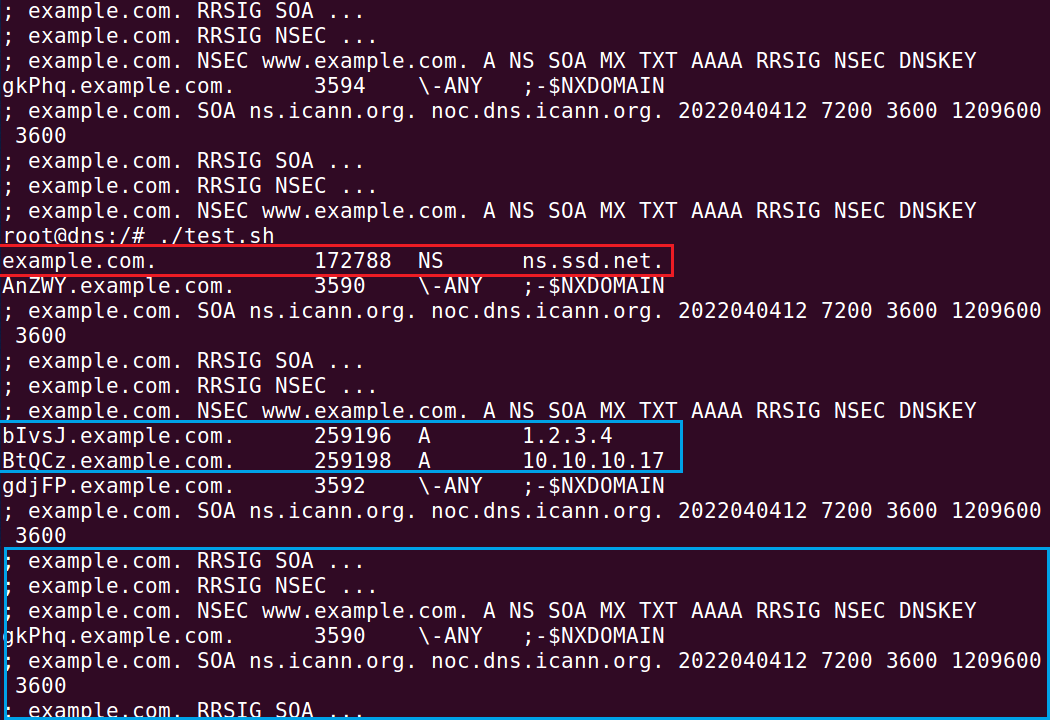 ; example.com. RRSIG SOA ...
; example.com. RRSIG NSEC ...
; example.com. NSEC www.example.com. A NS SOA MX TXT AAAA RRSIG NSEC DNSKEY
gkPhq.example.com. 3594 \-ANY ;-$NXDOMAIN
; example.com. SOA ns.icann.org. noc.dns.icann.org. 2022040412 7200 3600 1209600
3600
; example.com. RRSIG SOA ...
; example.com. RRSIG NSEC ...
; example.com. NSEC www.example.com. A NS SOA MX TXT AAAA RRSIG NSEC DNSKEY
root@dns:/# ./test.sh
example.com. 172788 NS ns.ssd.net.
AnZWY.example.com. 3590 \-ANY ;-$NXDOMAIN
; example.com. SOA ns.icann.org. noc.dns.icann.org. 2022040412 7200 3600 1209600
3600
; example.com. RRSIG SOA ...
; example.com. RRSIG NSEC ...
; example.com. NSEC www.example.com. A NS SOA MX TXT AAAA RRSIG NSEC DNSKEY
bIvsJ.example.com. 259196 A 1.2.3.4
BtQCz.example.com. 259198 A 10.10.10.17
gdjFP.example.com. 3592 \-ANY ;-$NXDOMAIN
; example.com. SOA ns.icann.org. noc.dns.icann.org. 2022040412 7200 3600 1209600
3600
; example.com. RRSIG SOA ...
; example.com. RRSIG NSEC ...
; example.com. NSEC www.example.com. A NS SOA MX TXT AAAA RRSIG NSEC DNSKEY
gkPhq.example.com. 3590 \-ANY ;-$NXDOMAIN
; example.com. SOA ns.icann.org. noc.dns.icann.org. 2022040412 7200 3600 1209600
3600
; example.com. RRSIG SOA ...